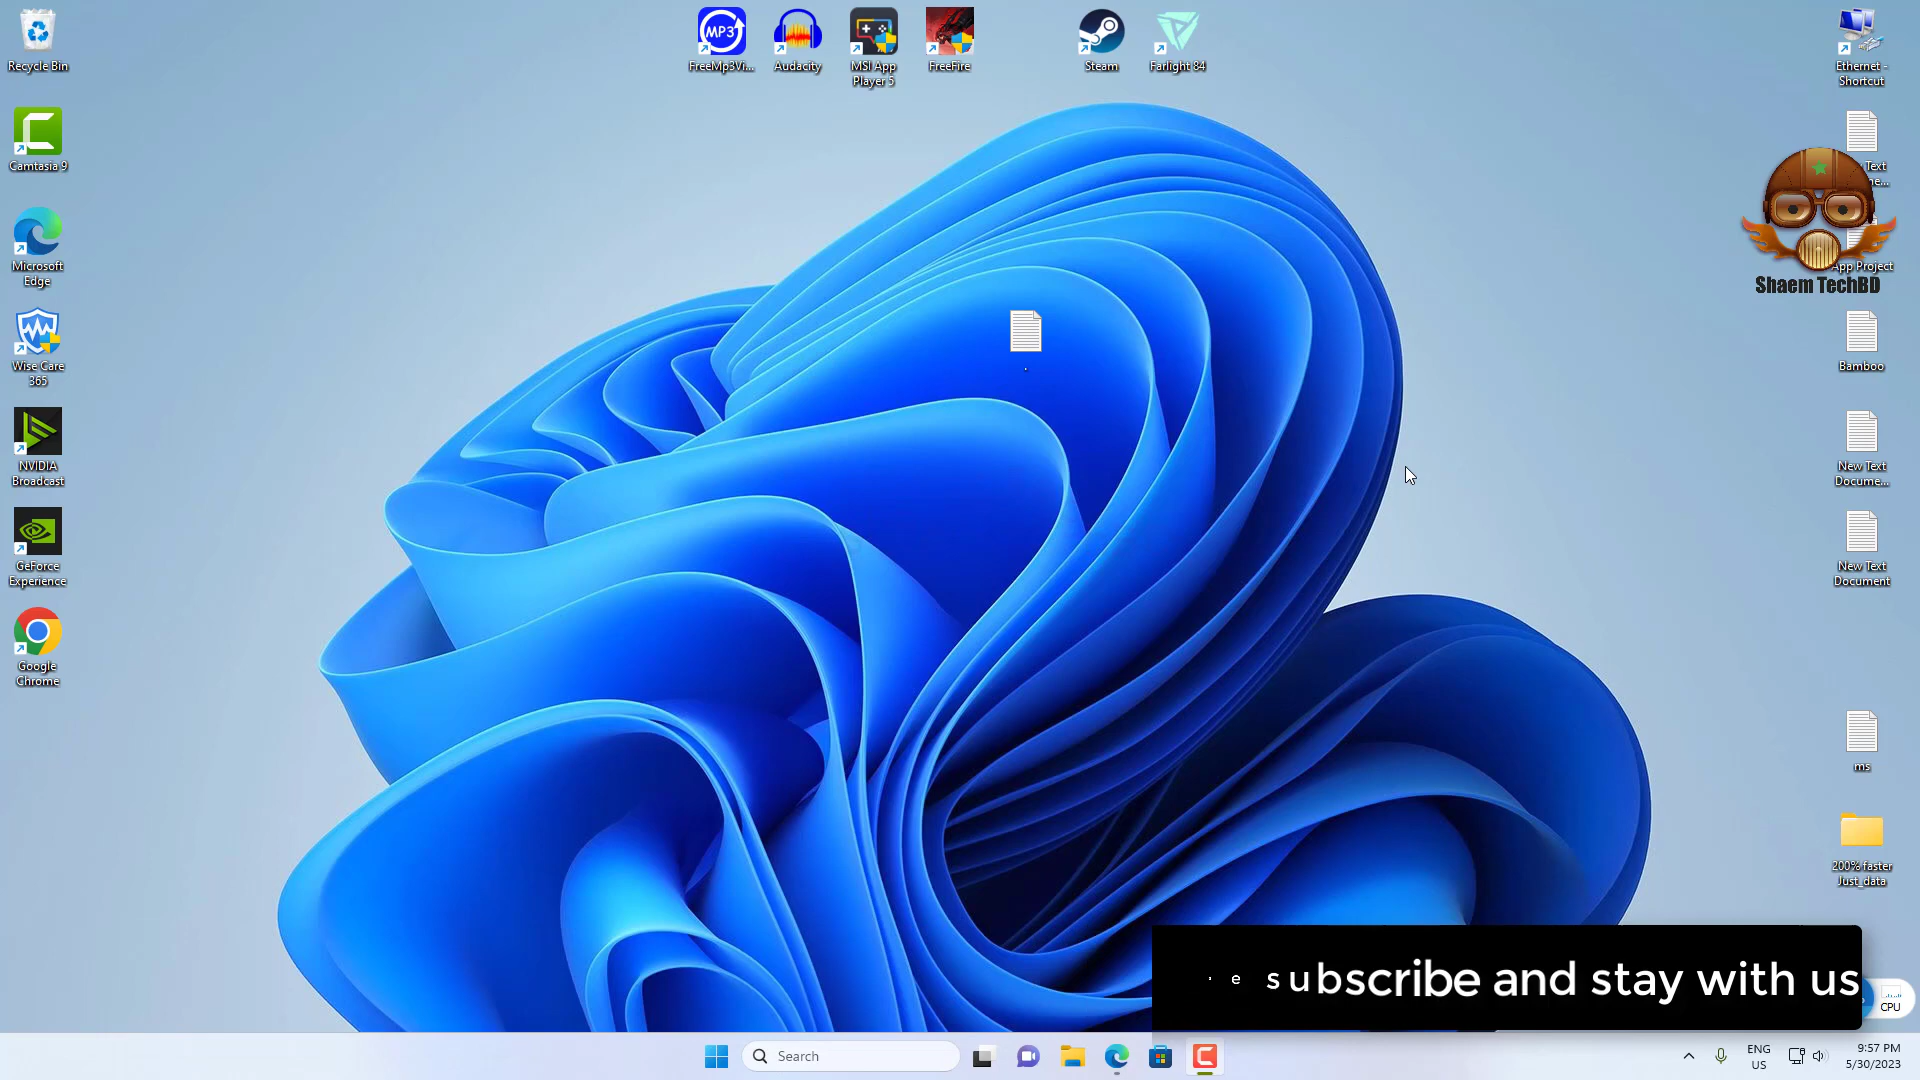 Recycle Bin
FreeMp3Vi...
Audacity
MSI App
Player 5
FreeFire
Steam
Farlight 84
Ethernet -
Shortcut
MP3
Camtasia 9
Text
Microsoft
Edge
App Project
Shaem TechBD
Wise Care
365
.
Bamboo
NVIDIA
Broadcast
New Text
Docume...
GeForce
Experience
New Text
Document
Google
Chrome
ms
200% faster
Just_data
e subscribe and stay with us
CPU
Search
ENG
US
9:57 PM
5/30/2023